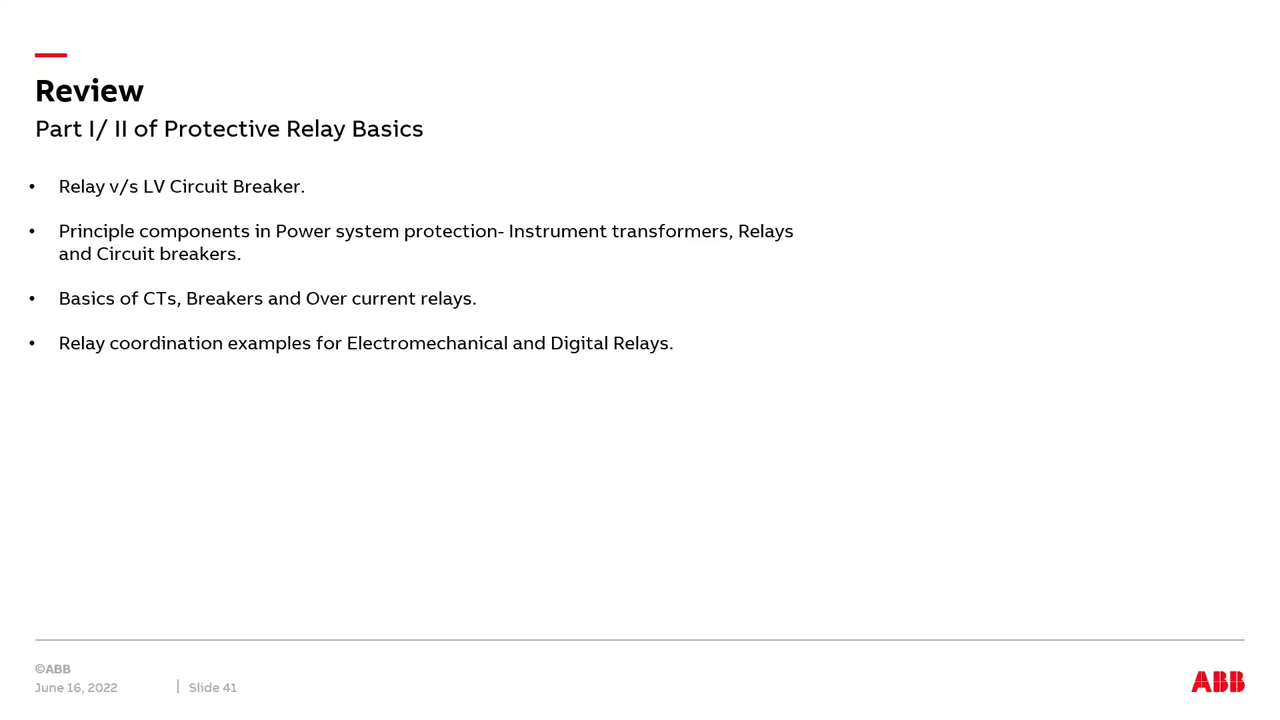 Review
Part I/ II of Protective Relay Basics
• Relay v/s LV Circuit Breaker.
• Principle components in Power system protection- Instrument transformers, Relays
and Circuit breakers.
• Basics of CTs, Breakers and Over current relays.
• Relay coordination examples for Electromechanical and Digital Relays.
©ABB
June 16, 2022 | Slide 41
ABB